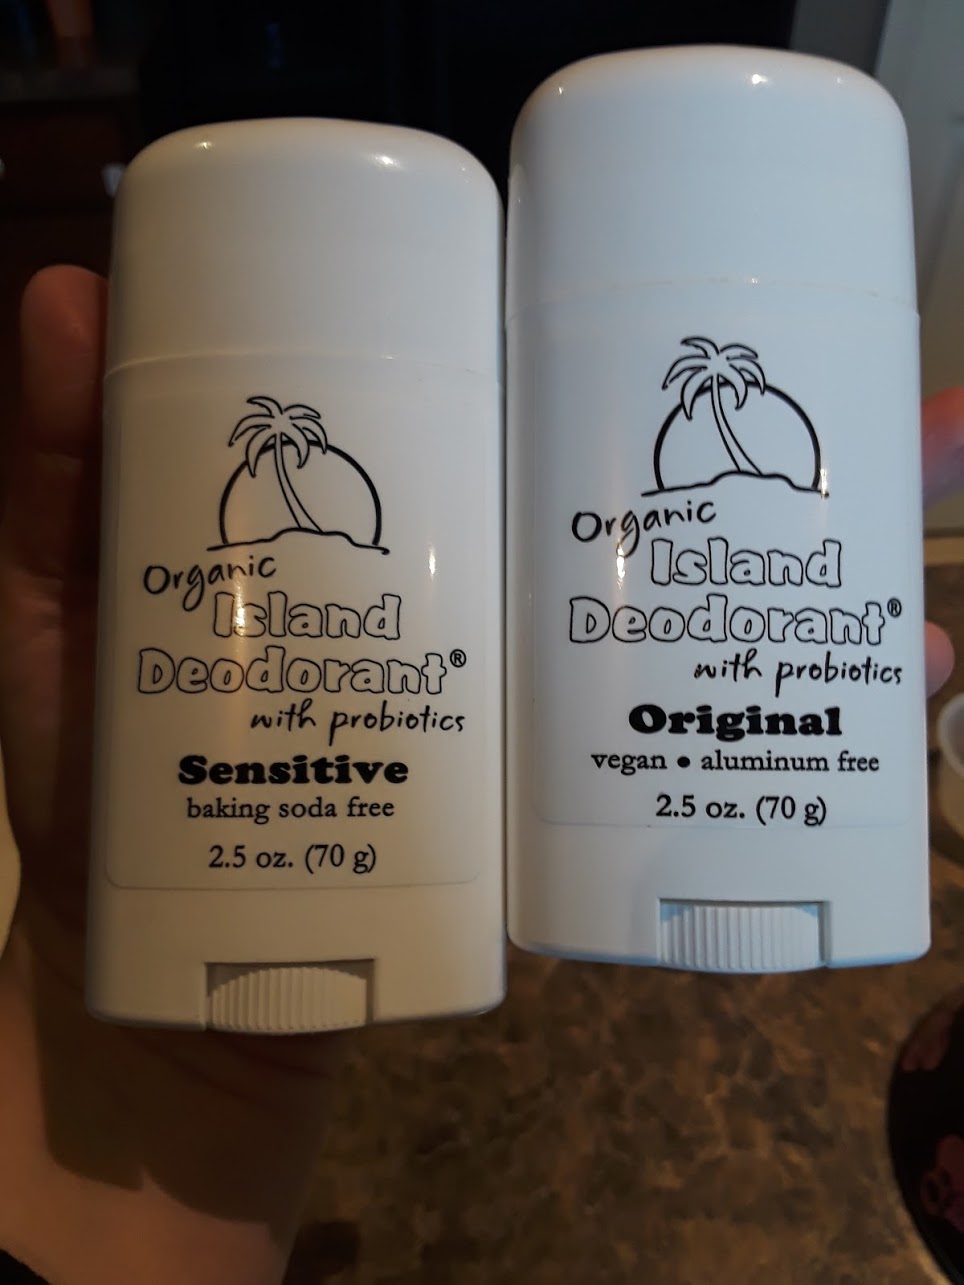 Organic
Island
Deodorant®
with probiotics
Sensitive
baking soda free
2.5 oz. (70 g)
Organic
Island
Deodorant®
with probiotics
Original
vegan • aluminum free
2.5 oz. (70 g)